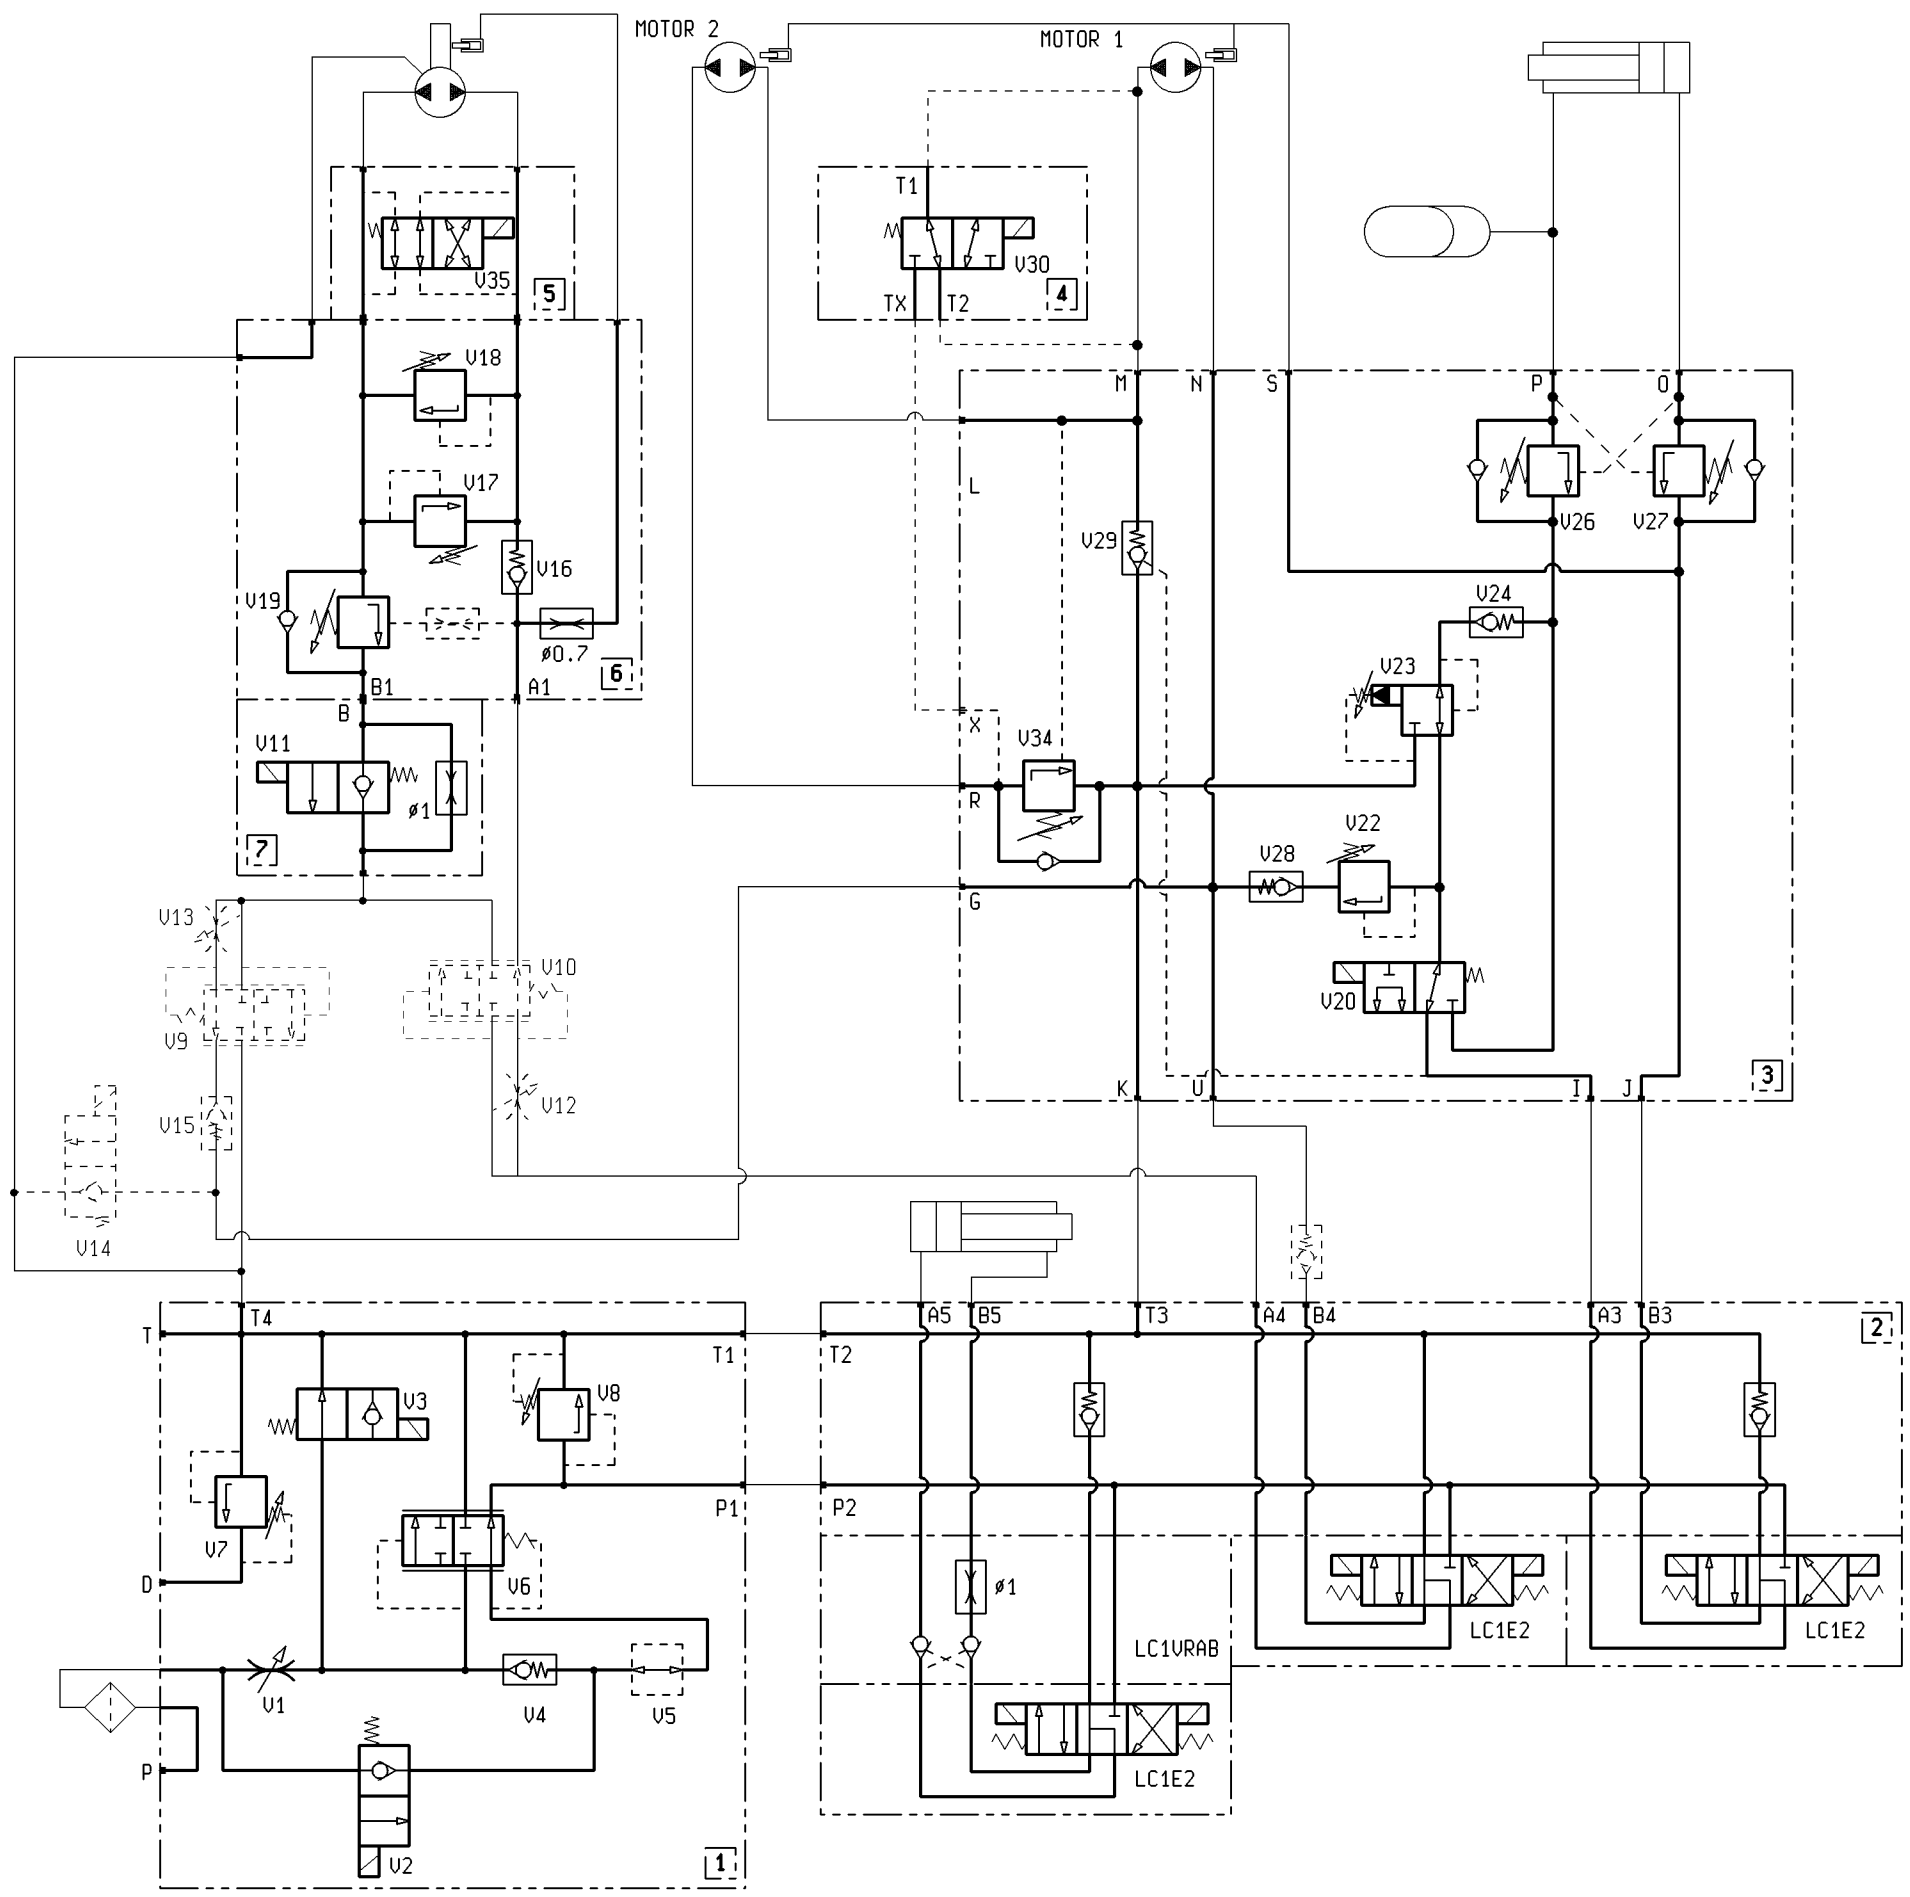 MOTOR 2
MOTOR 1
T1
V35
5
V30
TX
T2
4
V18
M
N
S
P
O
V17
L
V26
V27
V16
V29
V19
V24
ø0.7
6
V23
B1
A1
B
X
V34
V11
R
ø1
V22
7
V28
G
V13
V10
V20
V9
3
K
U
I
J
V12
V15
V14
T4
A5
B5
T3
A4
B4
A3
B3
2
T
T1
T2
V3
V8
P1
P2
V7
V6
D
ø1
LC1E2
LC1E2
LC1VRAB
V1
V4
V5
P
LC1E2
V2
1